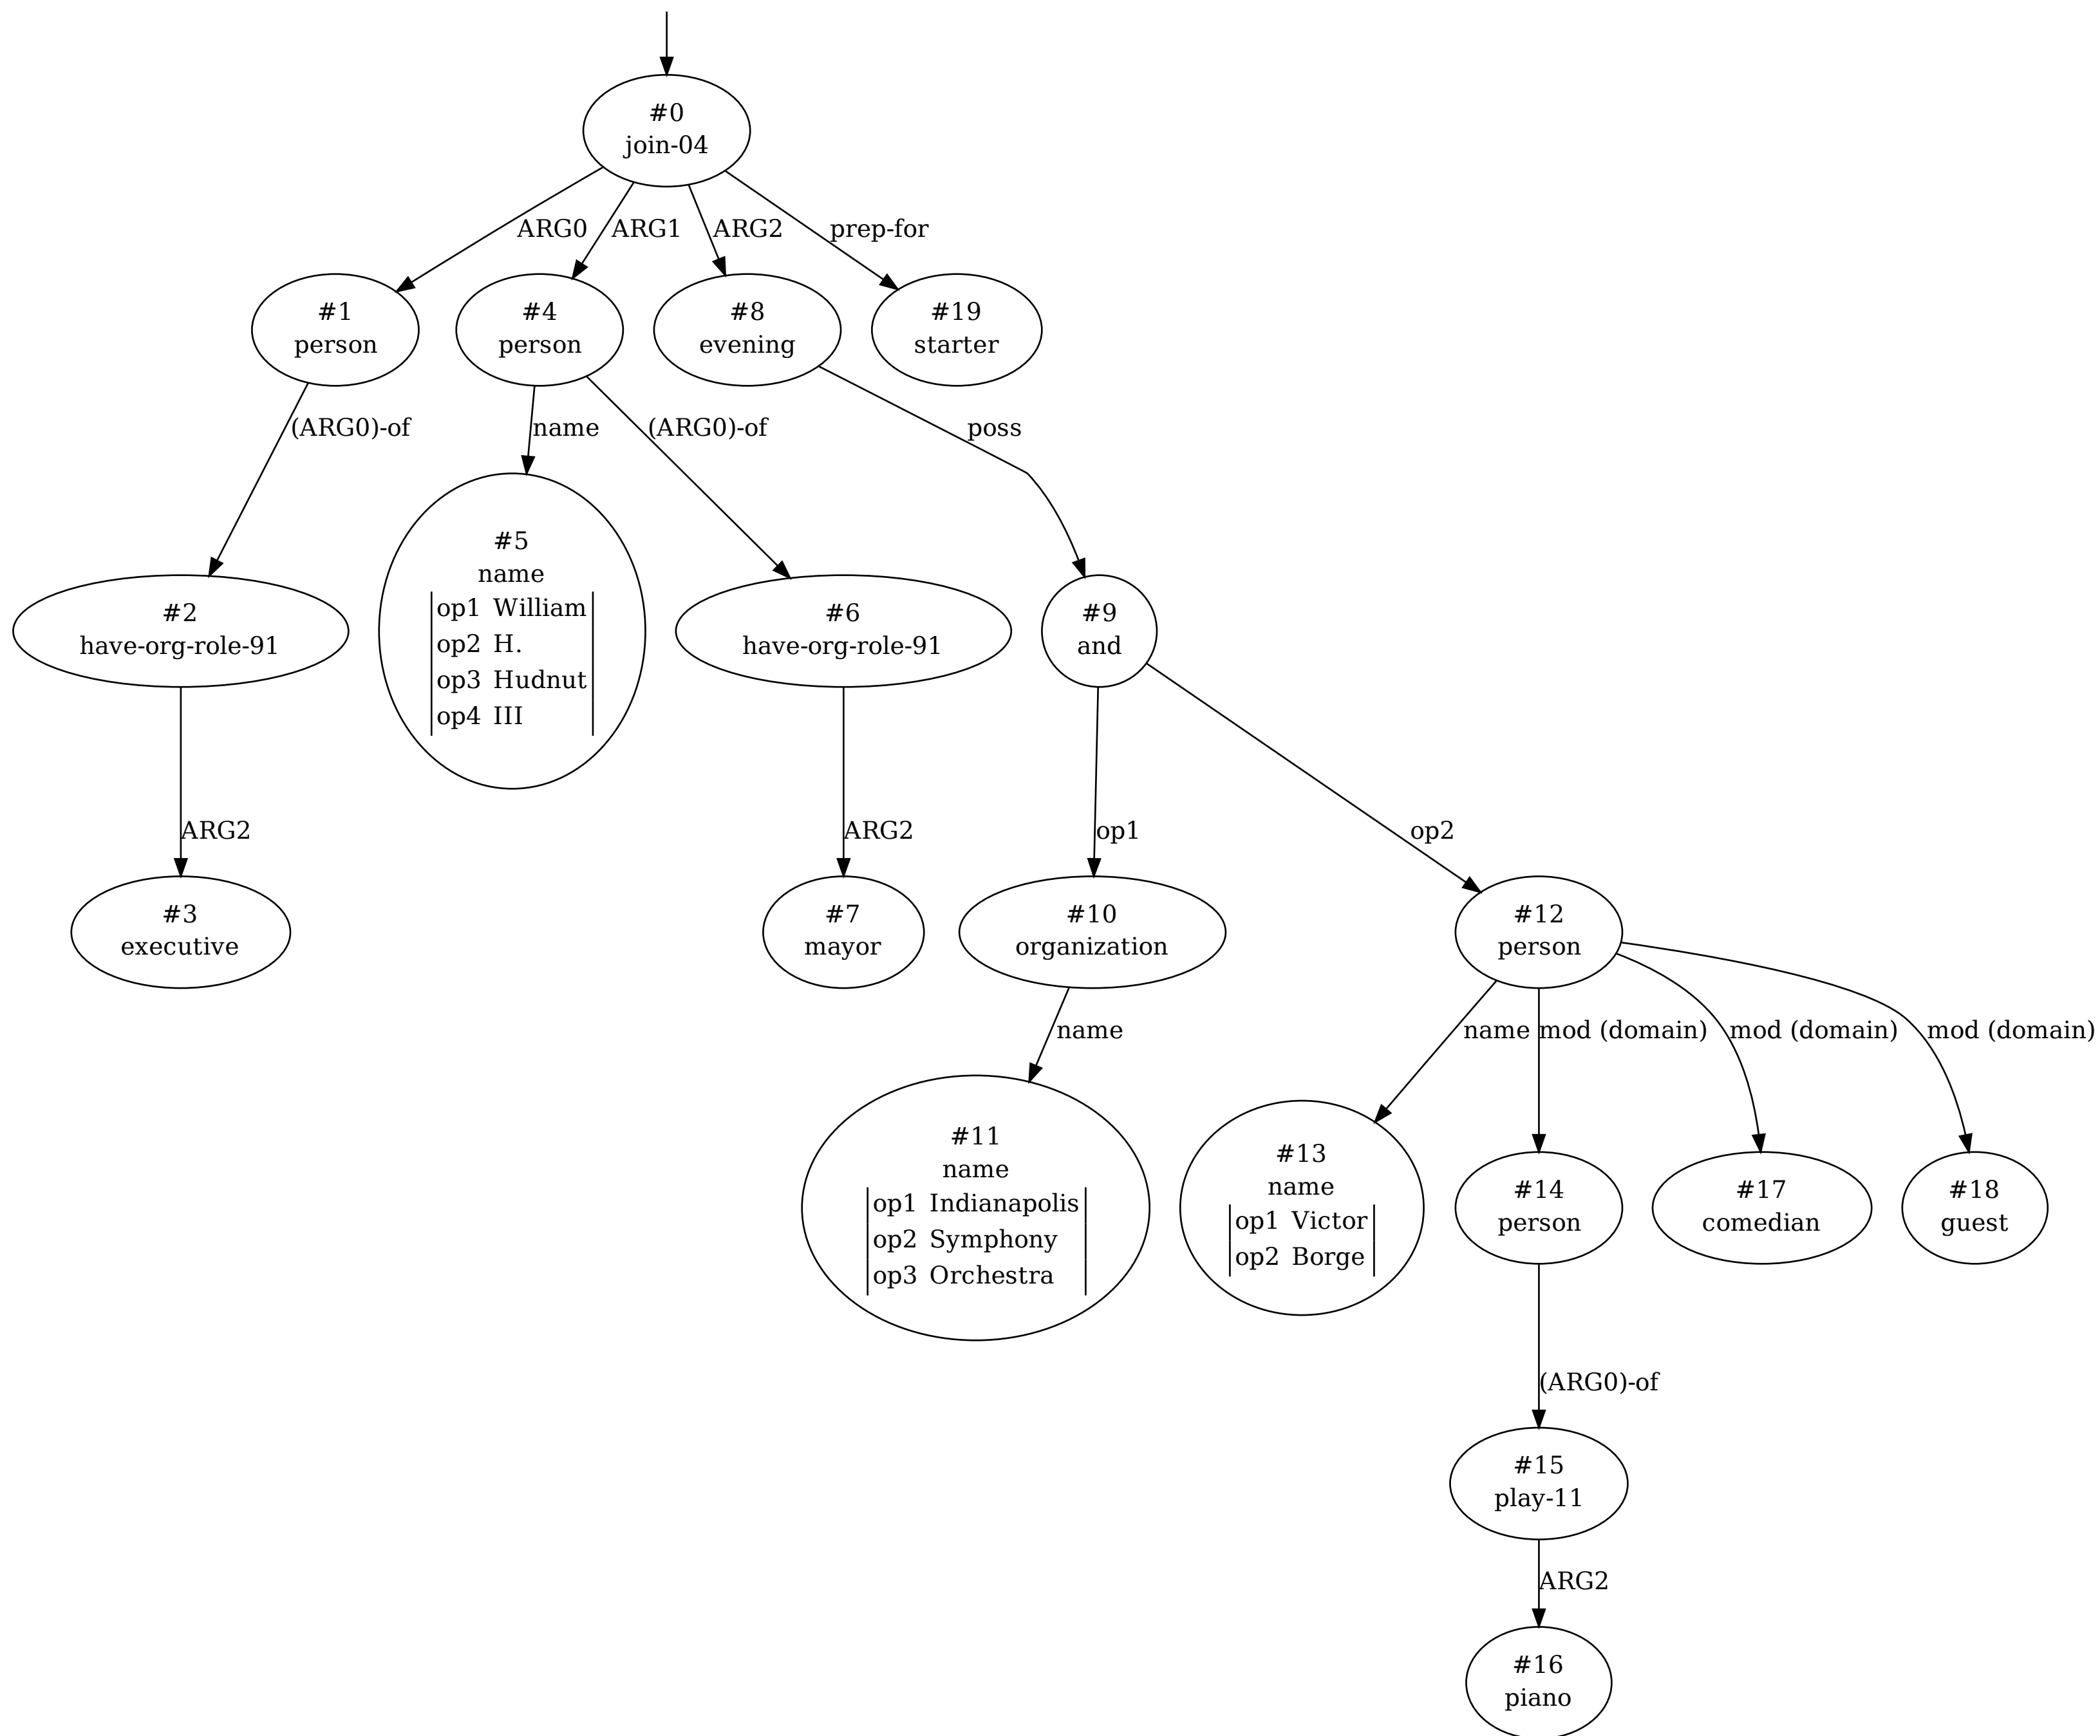 #0
join-04
ARG0
ARG1
ARG2
prep-for
#1
person
#4
person
#8
evening
#19
starter
(ARG0)-of
name
(ARG0)-of
poss
#2
have-org-role-91
#5
name
op1 William
op2 H.
op3 Hudnut
op4 III
#6
have-org-role-91
#9
and
ARG2
ARG2
op1
op2
#3
executive
#7
mayor
#10
organization
#12
person
name
name
mod (domain)
mod (domain)
mod (domain)
#11
name
op1 Indianapolis
op2 Symphony
op3 Orchestra
#13
name
op1 Victor
op2 Borge
#14
person
#17
comedian
#18
guest
(ARG0)-of
#15
play-11
ARG2
#16
piano